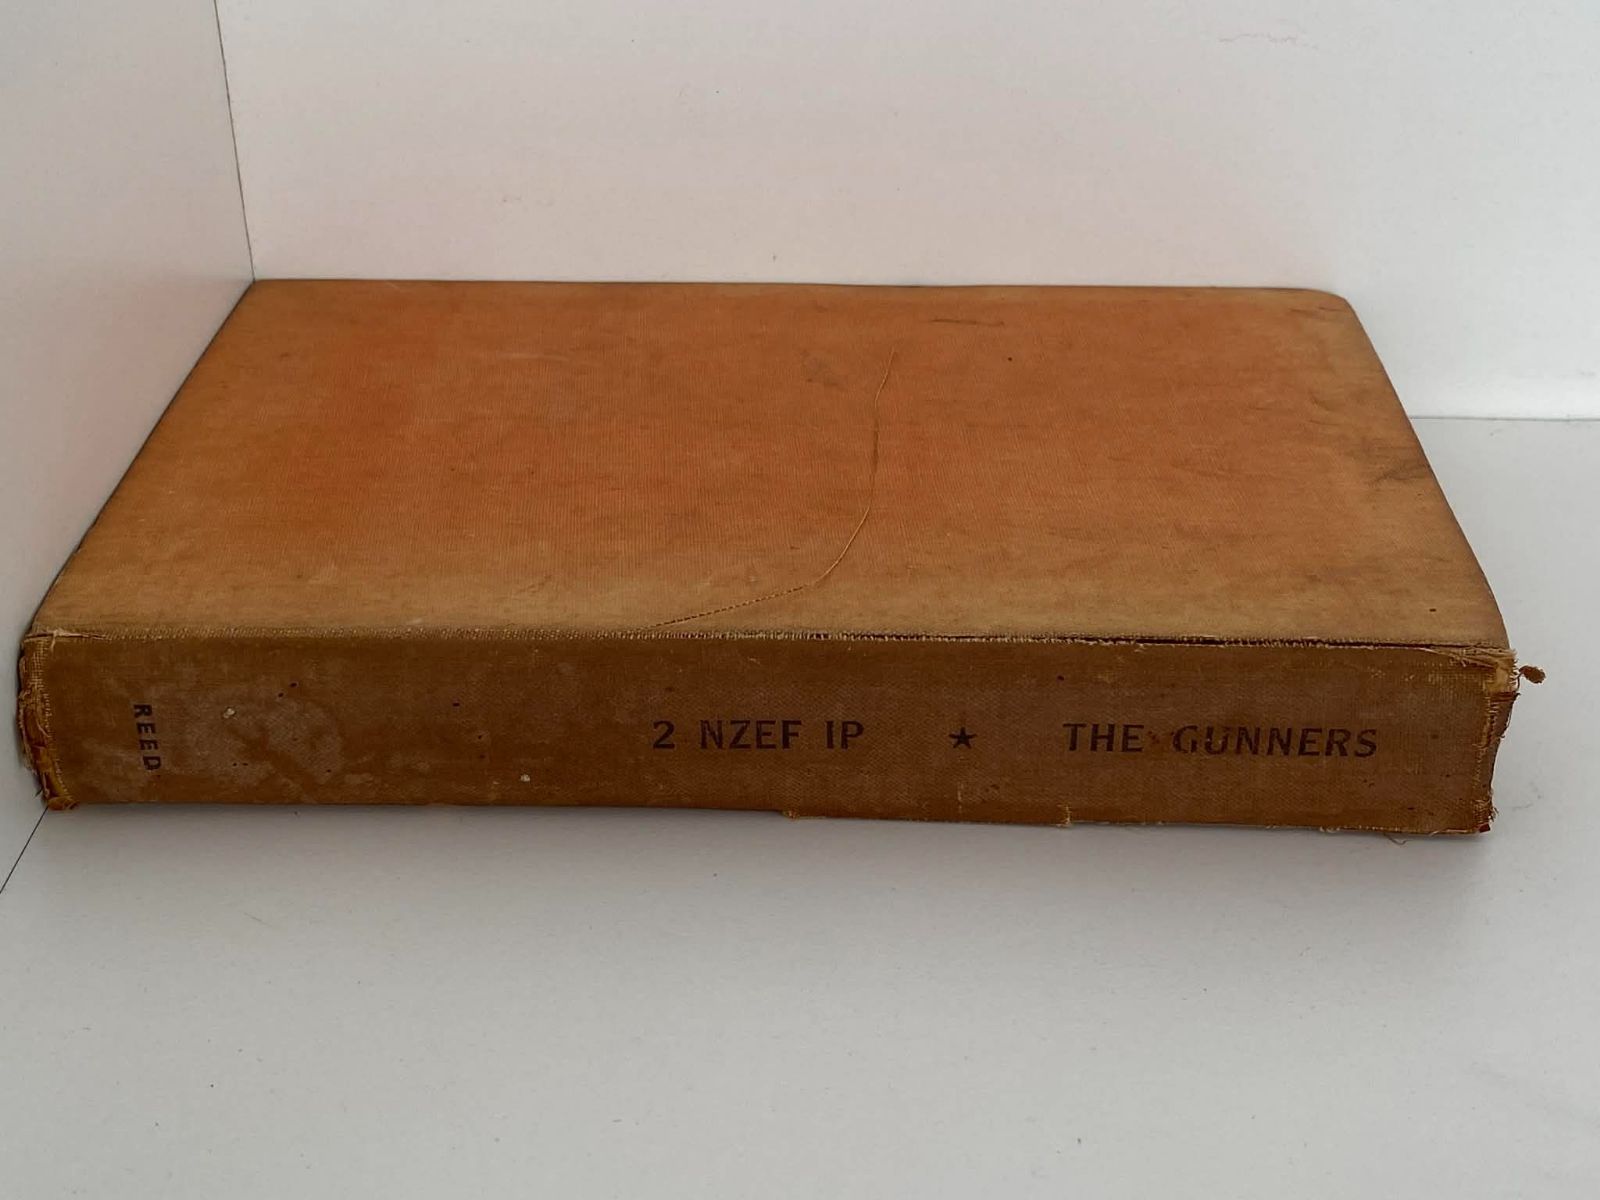 REED
2 NZEF IP ★ THE GUNNERS